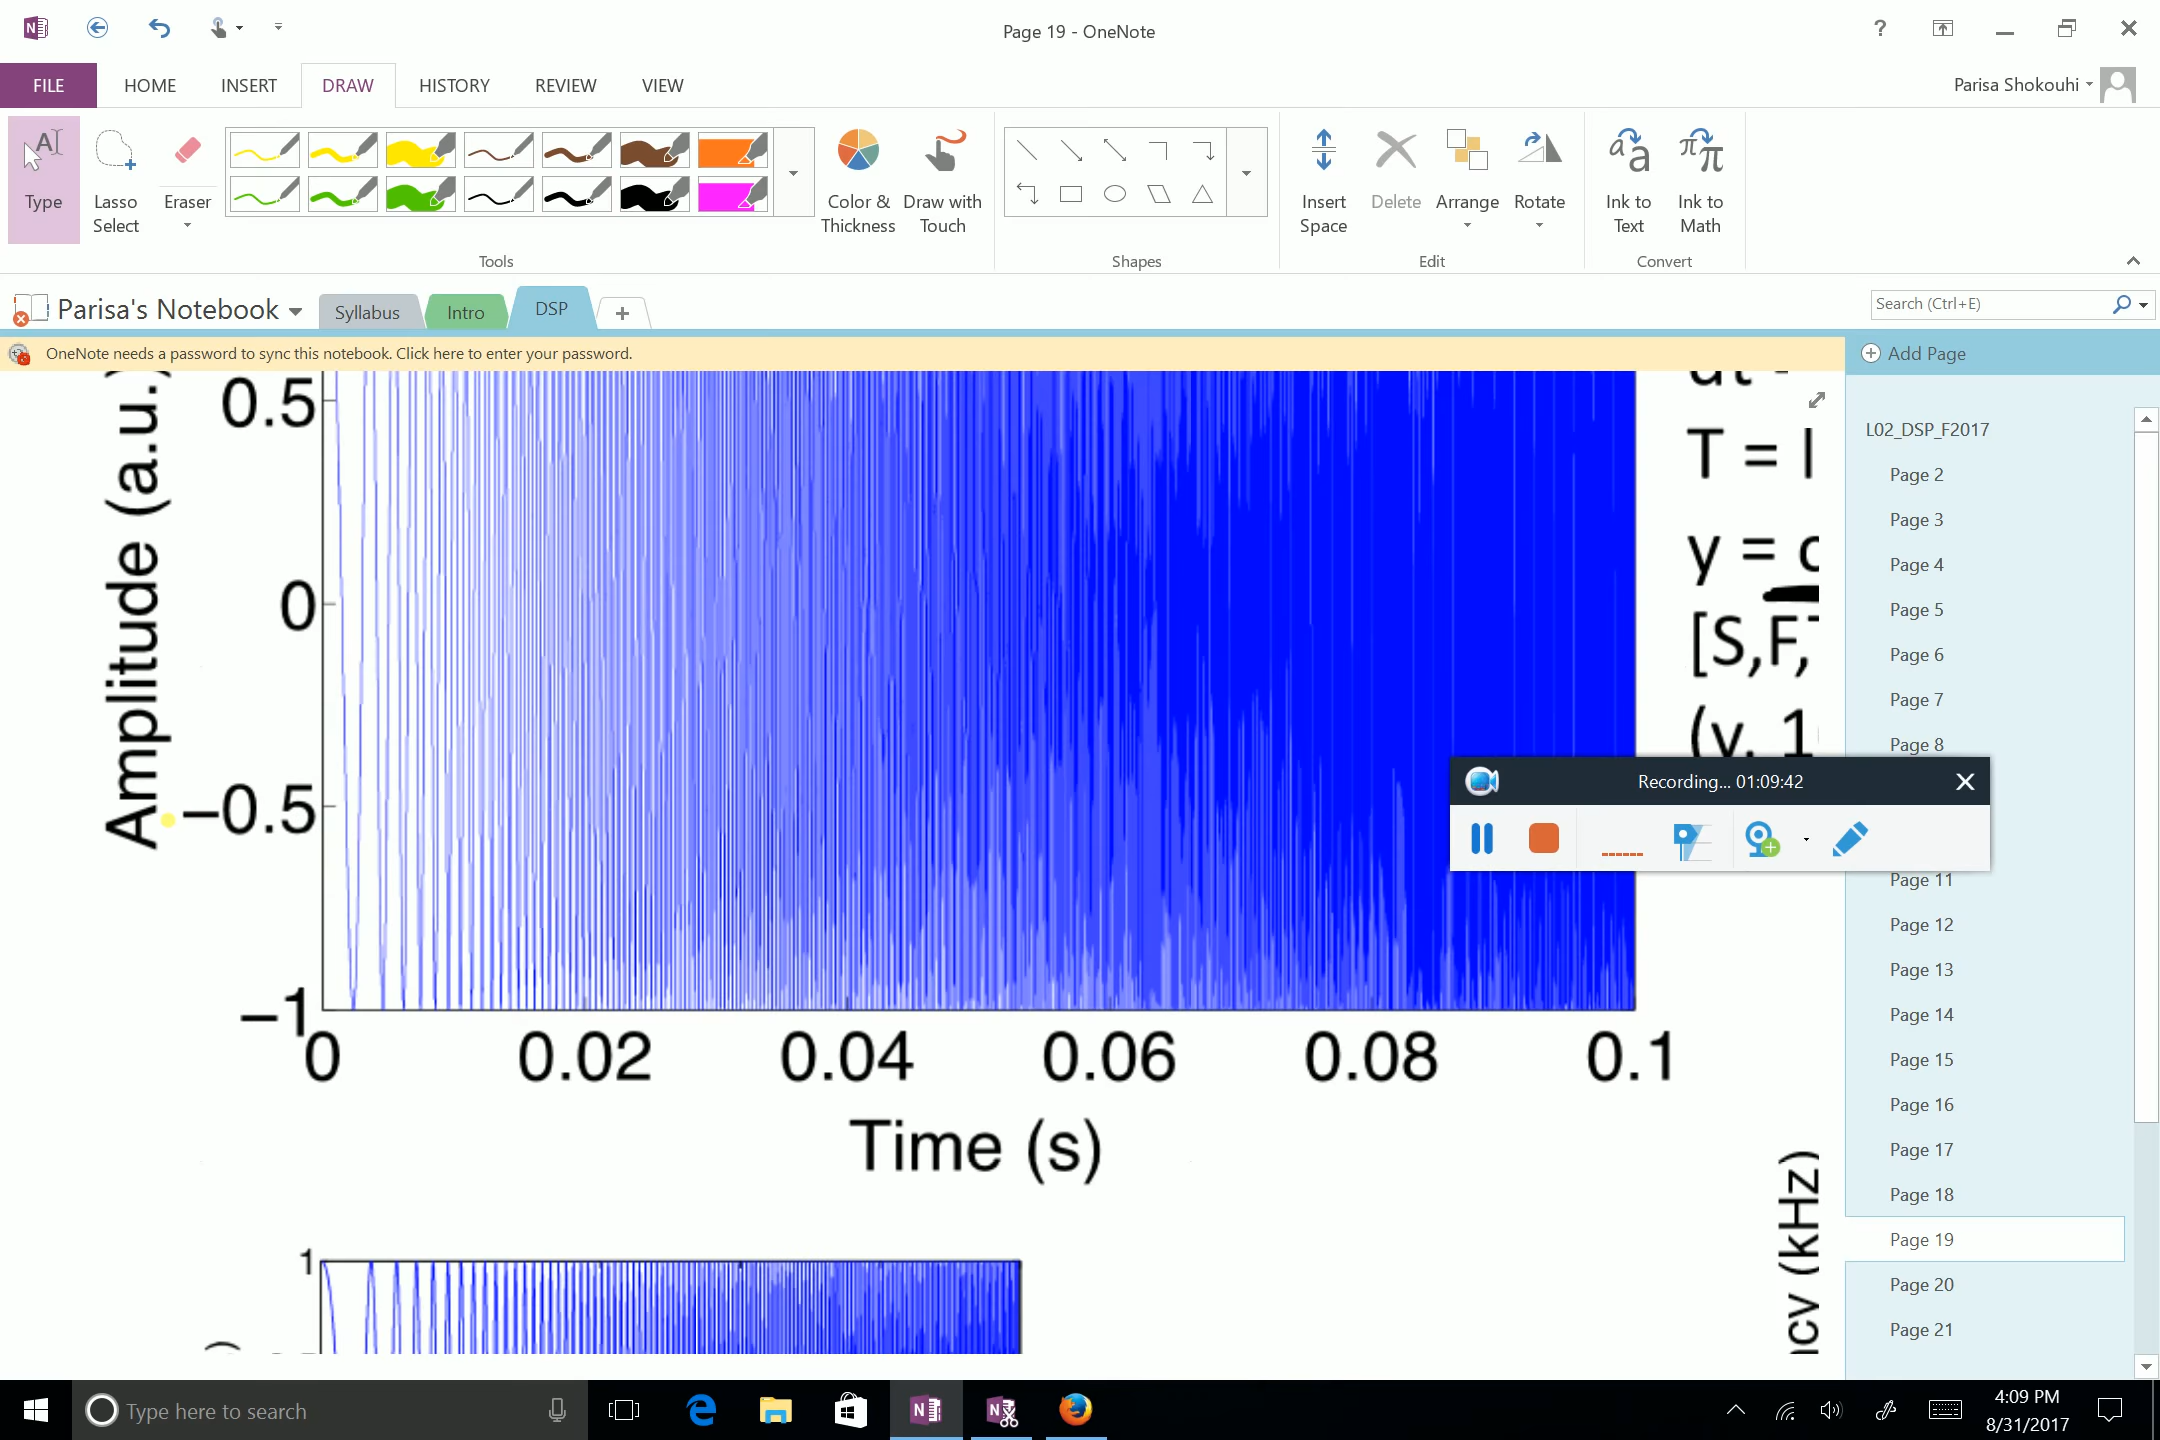 Page 19 - OneNote
?
FILE
HOME
INSERT
DRAW
HISTORY
REVIEW
VIEW
Parisa Shokouhi
Type
Lasso Select
Eraser
Color & Thickness
Draw with Touch
Insert Space
Delete
Arrange
Rotate
Ink to Text
Ink to Math
Tools
Shapes
Edit
Convert
Parisa's Notebook
Syllabus
Intro
DSP
Search (Ctrl+E)
OneNote needs a password to sync this notebook. Click here to enter your password.
Add Page
L02_DSP_F2017
Page 2
Page 3
Page 4
Page 5
Page 6
Page 7
Page 8
Page 11
Page 12
Page 13
Page 14
Page 15
Page 16
Page 17
Page 18
Page 19
Page 20
Page 21
Amplitude (a.u.)
0.5
0
−0.5
−1
0 0.02 0.04 0.06 0.08 0.1
Time (s)
T =
y =
[S,F,
(y, 1
Recording... 01:09:42
1
(kHz)
Type here to search
4:09 PM
8/31/2017